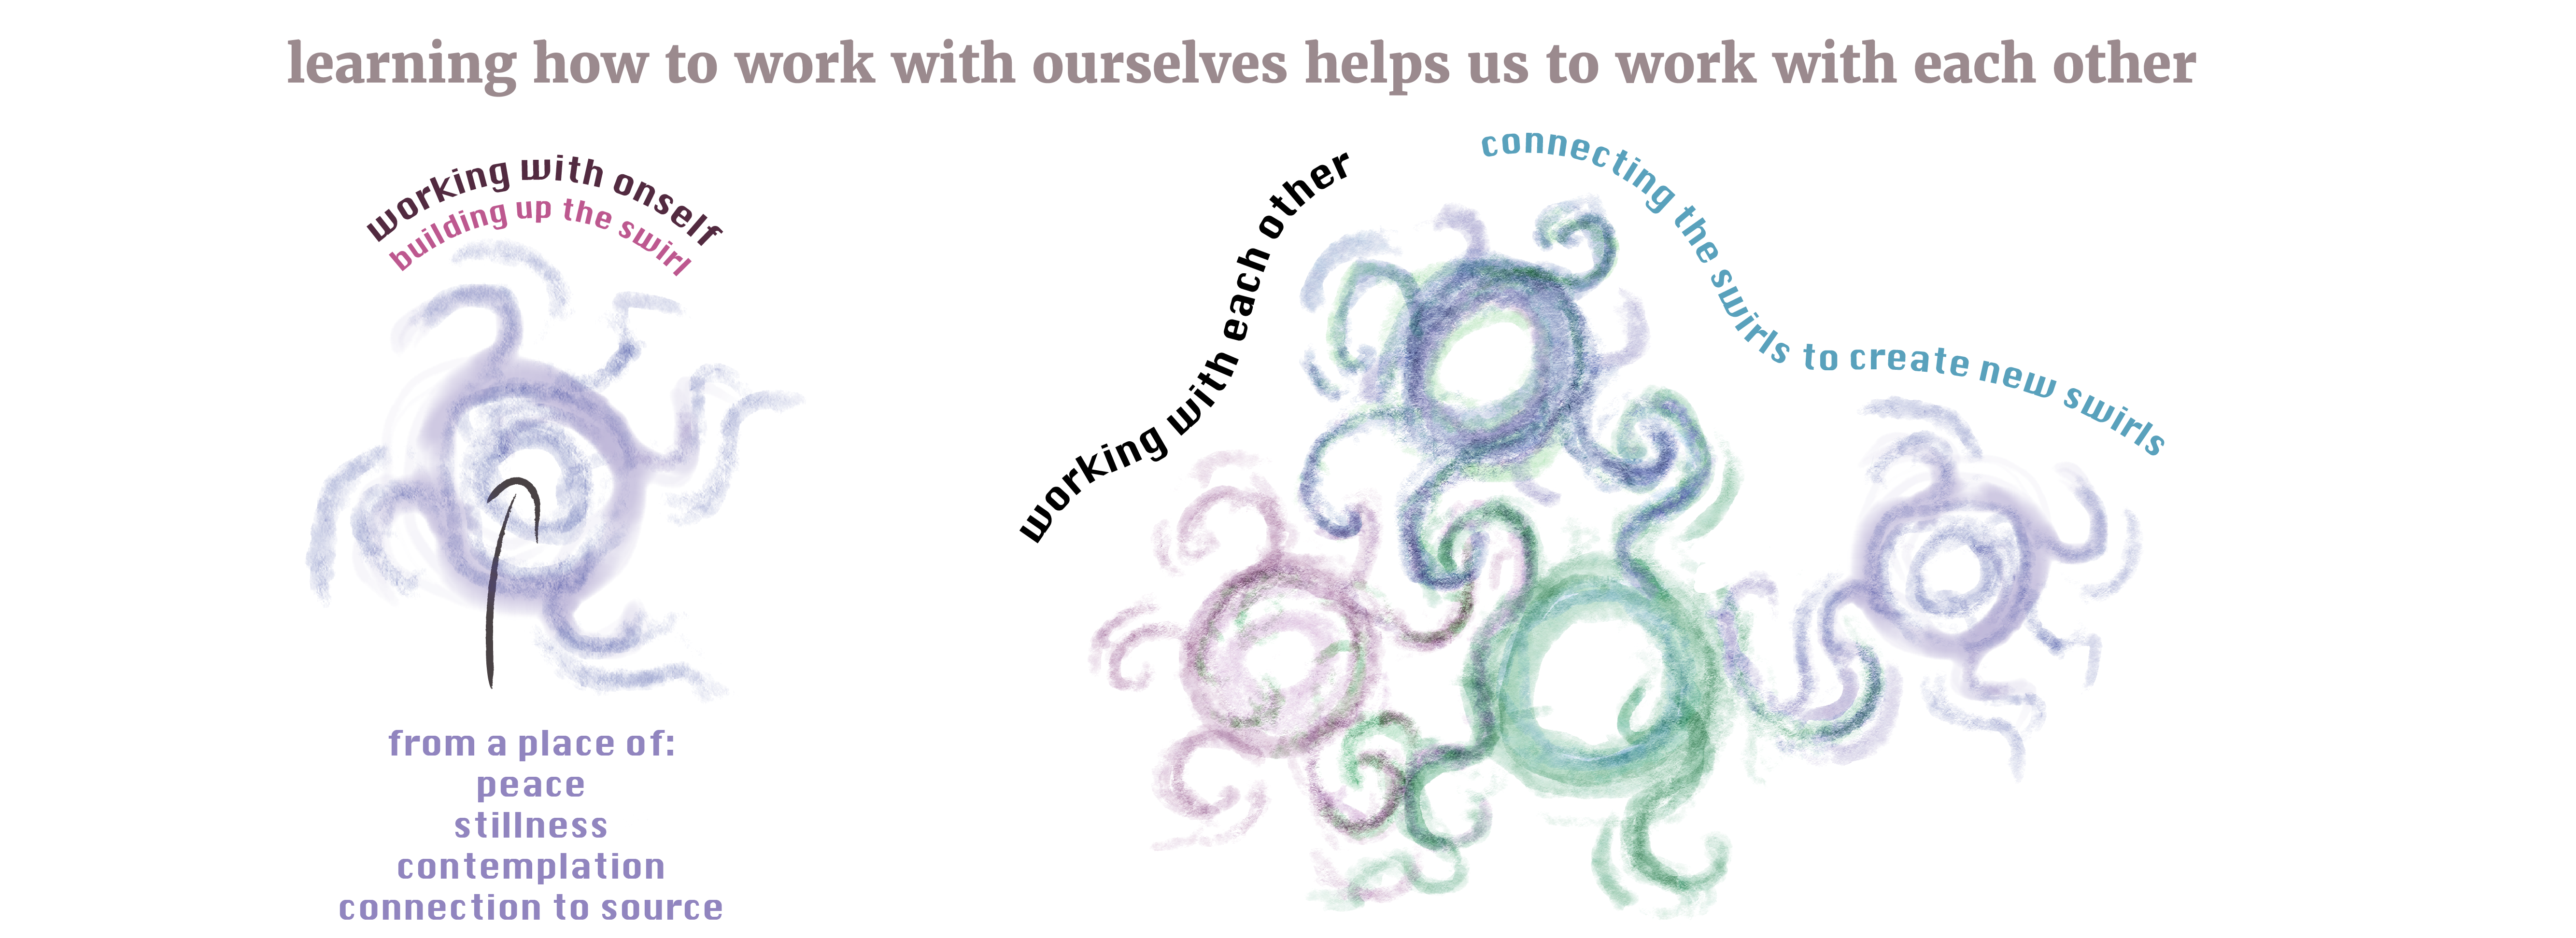 learning how to work with ourselves helps us to work with each other
working with onself
building up the swirl
from a place of:
peace
stillness
contemplation
connection to source
working with each other
connecting the swirls to create new swirls